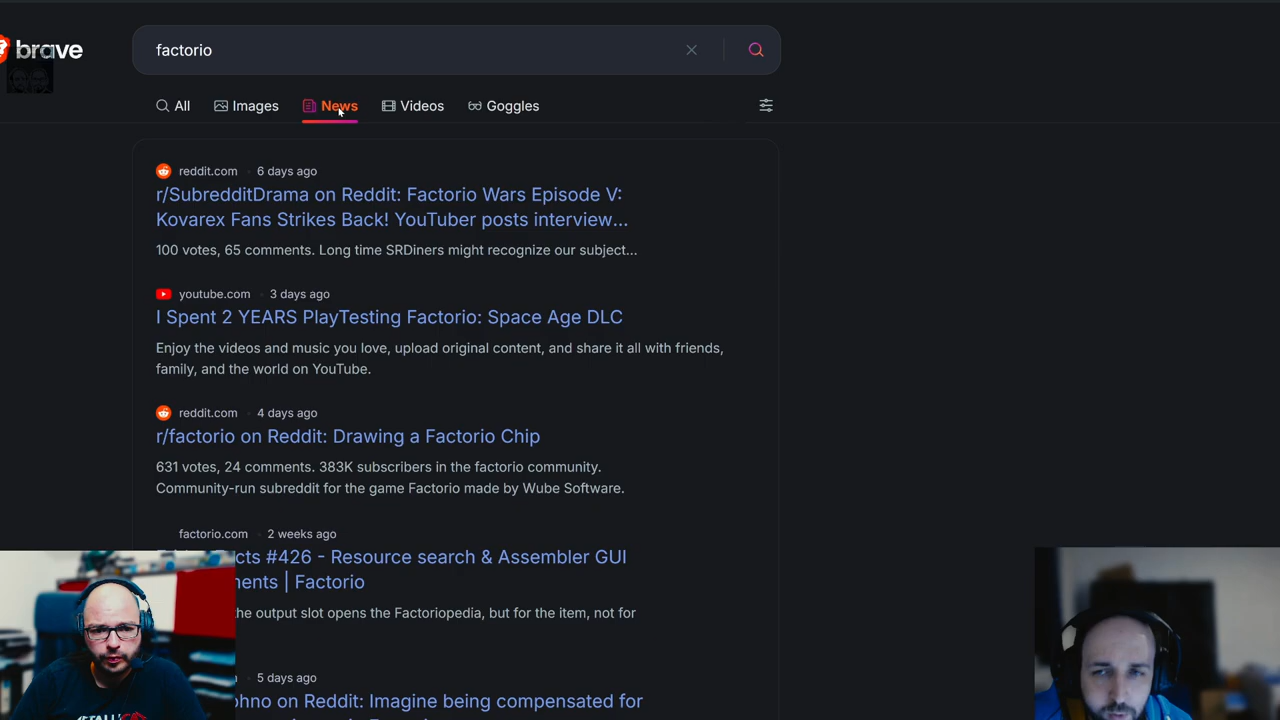 brave
factorio
All
Images
News
Videos
Goggles
reddit.com · 6 days ago
r/SubredditDrama on Reddit: Factorio Wars Episode V:
Kovarex Fans Strikes Back! YouTuber posts interview...
100 votes, 65 comments. Long time SRDiners might recognize our subject...
youtube.com · 3 days ago
I Spent 2 YEARS PlayTesting Factorio: Space Age DLC
Enjoy the videos and music you love, upload original content, and share it all with friends,
family, and the world on YouTube.
reddit.com · 4 days ago
r/factorio on Reddit: Drawing a Factorio Chip
631 votes, 24 comments. 383K subscribers in the factorio community.
Community-run subreddit for the game Factorio made by Wube Software.
factorio.com · 2 weeks ago
cts #426 - Resource search & Assembler GUI
ents | Factorio
the output slot opens the Factoriopedia, but for the item, not for
· 5 days ago
ohno on Reddit: Imagine being compensated for